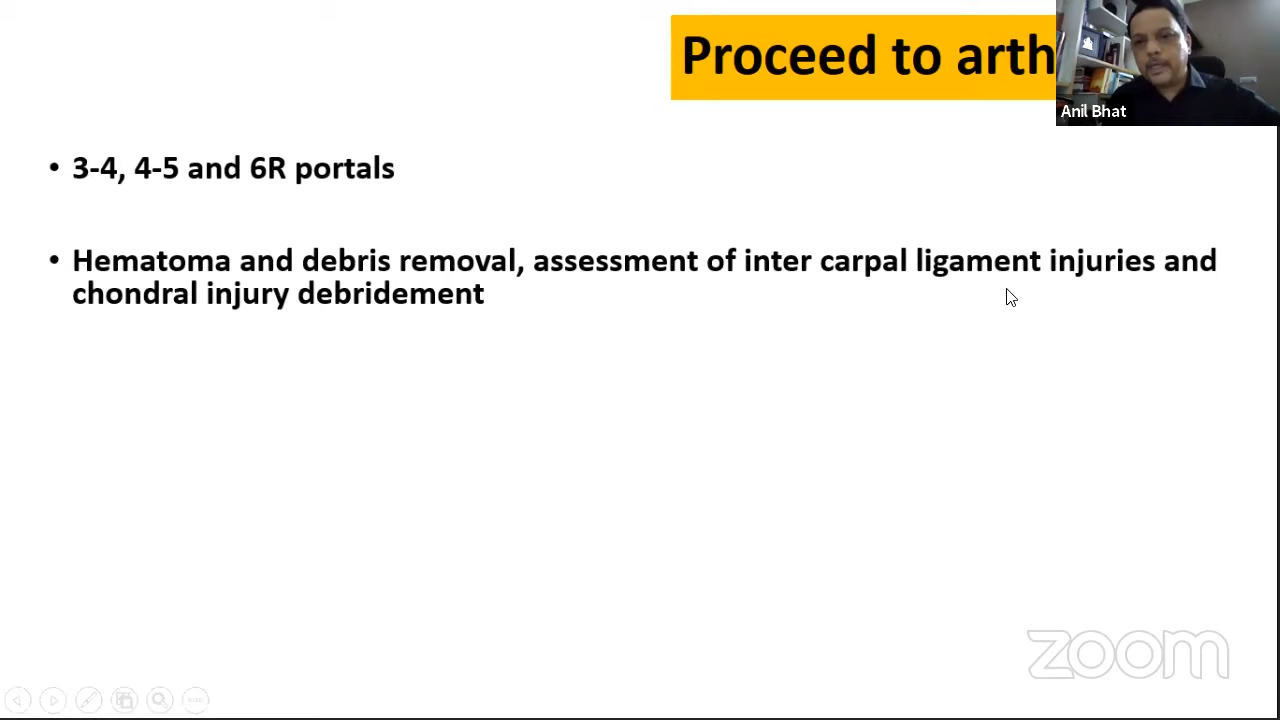 Proceed to arth
Anil Bhat
• 3-4, 4-5 and 6R portals
• Hematoma and debris removal, assessment of inter carpal ligament injuries and
chondral injury debridement
zoom